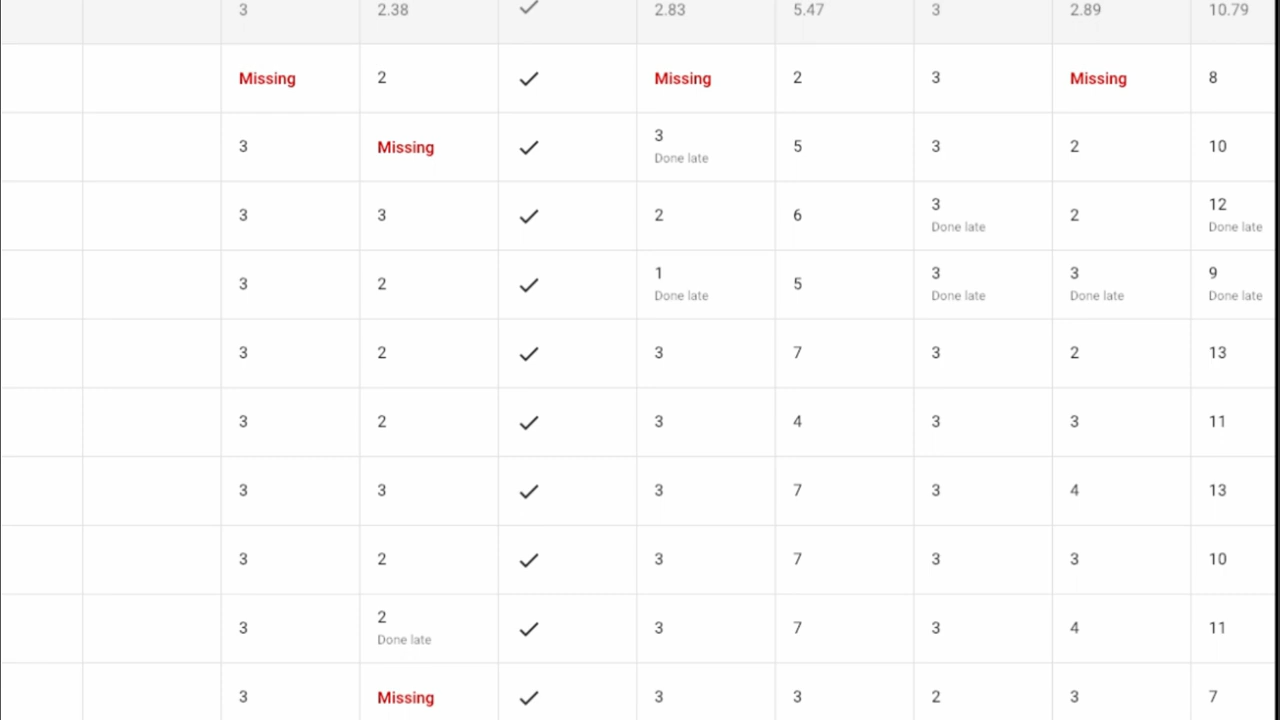 3 2.38 ✓ 2.83 5.47 3 2.89 10.79
Missing 2 ✓ Missing 2 3 Missing 8
3 Missing ✓ 3 5 3 2 10
Done late
3 3 ✓ 2 6 3 2 12
Done late Done late
3 2 ✓ 1 5 3 3 9
Done late Done late Done late Done late
3 2 ✓ 3 7 3 2 13
3 2 ✓ 3 4 3 3 11
3 3 ✓ 3 7 3 4 13
3 2 ✓ 3 7 3 3 10
3 2 ✓ 3 7 3 4 11
Done late
3 Missing ✓ 3 3 2 3 7